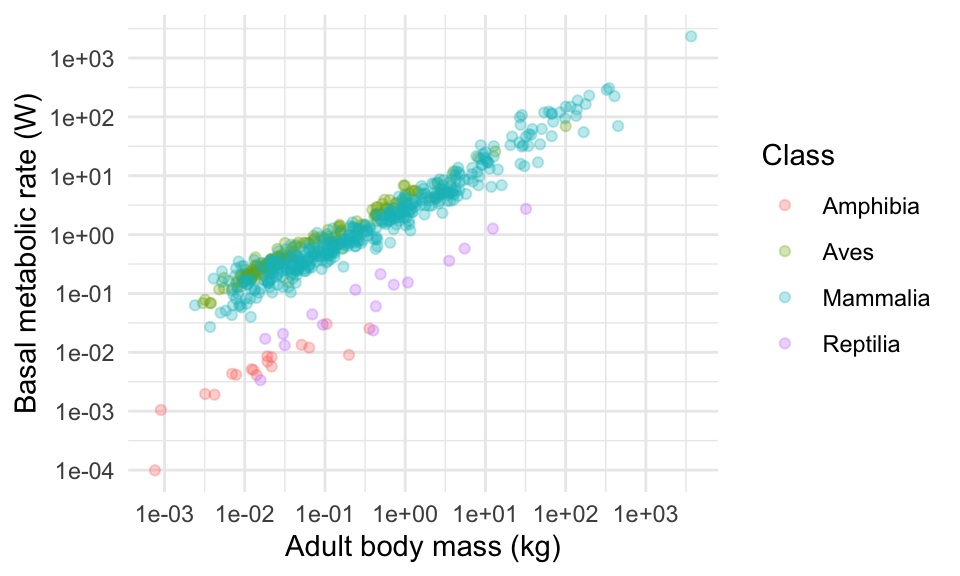 Basal metabolic rate (W)
1e+03
1e+02
1e+01
1e+00
1e-01
1e-02
1e-03
1e-04
1e-03 1e-02 1e-01 1e+00 1e+01 1e+02 1e+03
Adult body mass (kg)
Class
Amphibia
Aves
Mammalia
Reptilia